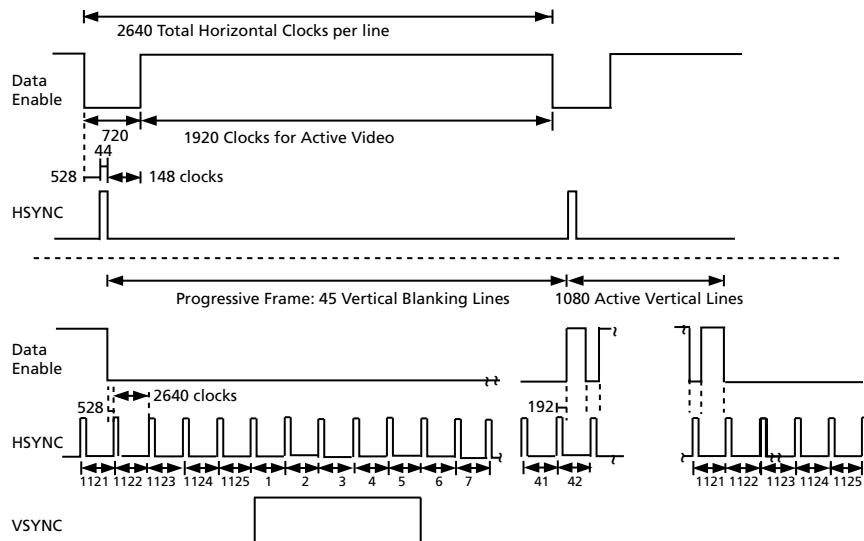 2640 Total Horizontal Clocks per line
Data
Enable
720
1920 Clocks for Active Video
44
528
148 clocks
HSYNC
Progressive Frame: 45 Vertical Blanking Lines
1080 Active Vertical Lines
Data
Enable
528
2640 clocks
192
HSYNC
1121 1122 1123 1124 1125 1 2 3 4 5 6 7 41 42 1121 1122 1123 1124 1125
VSYNC